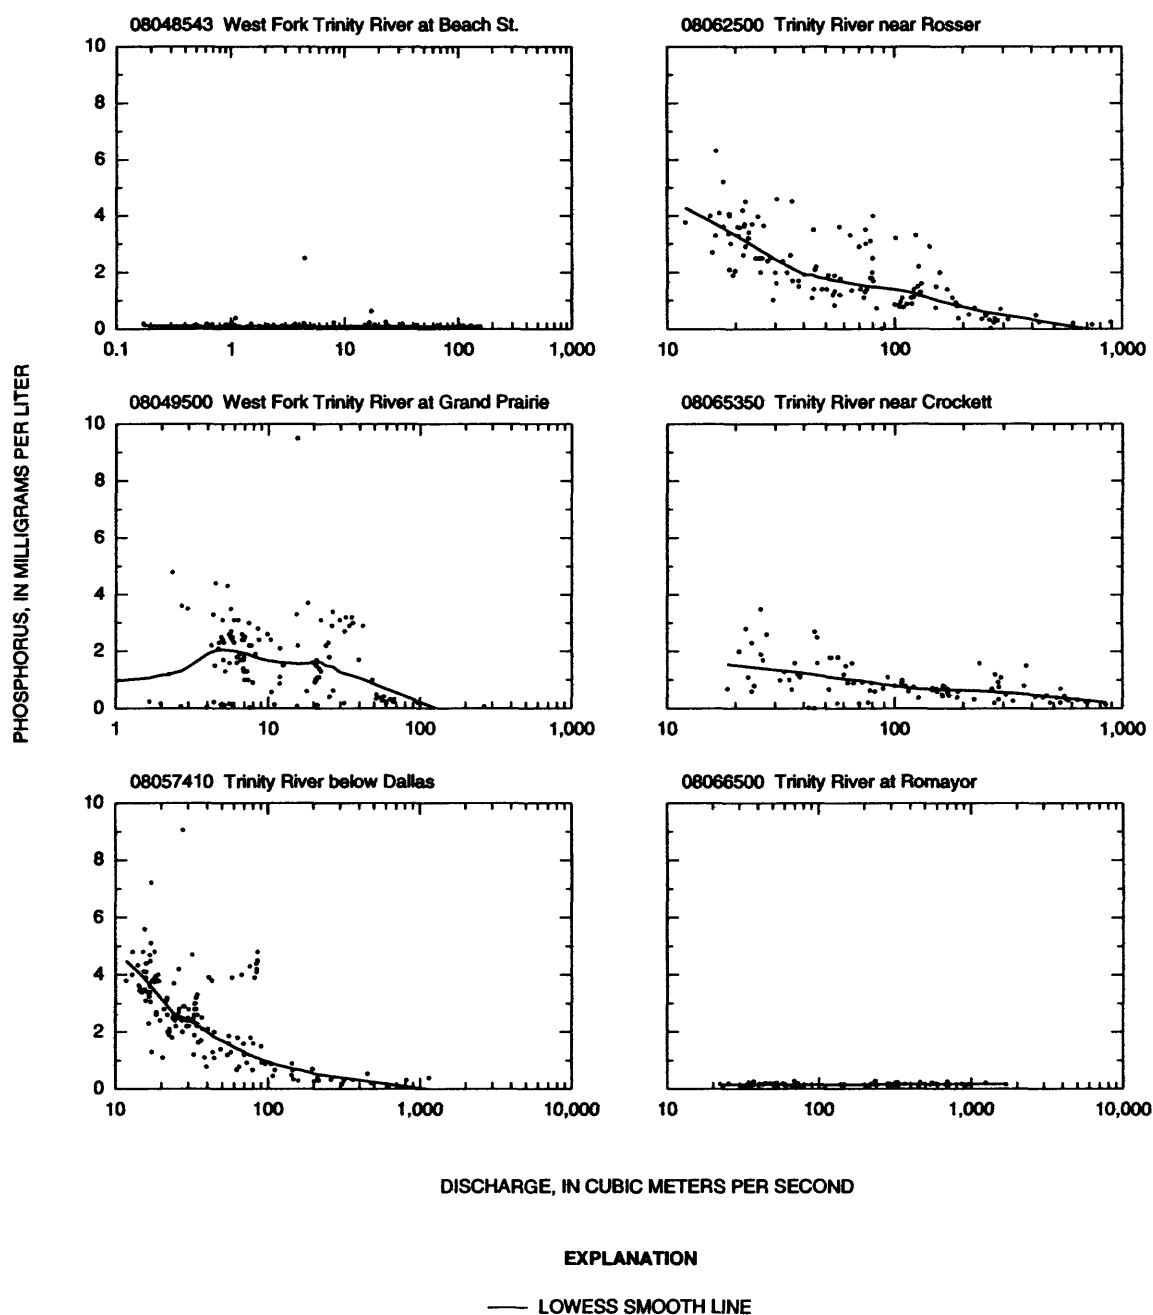 08048543 West Fork Trinity River at Beach St.
10
8
6
4
2
0
0.1 1 10 100 1,000
08062500 Trinity River near Rosser
10 100 1,000
08049500 West Fork Trinity River at Grand Prairie
10
8
6
4
2
0
1 10 100 1,000
08065350 Trinity River near Crockett
10 100 1,000
08057410 Trinity River below Dallas
10
8
6
4
2
0
10 100 1,000 10,000
08066500 Trinity River at Romayor
10 100 1,000 10,000
PHOSPHORUS, IN MILLIGRAMS PER LITER
DISCHARGE, IN CUBIC METERS PER SECOND
EXPLANATION
LOWESS SMOOTH LINE